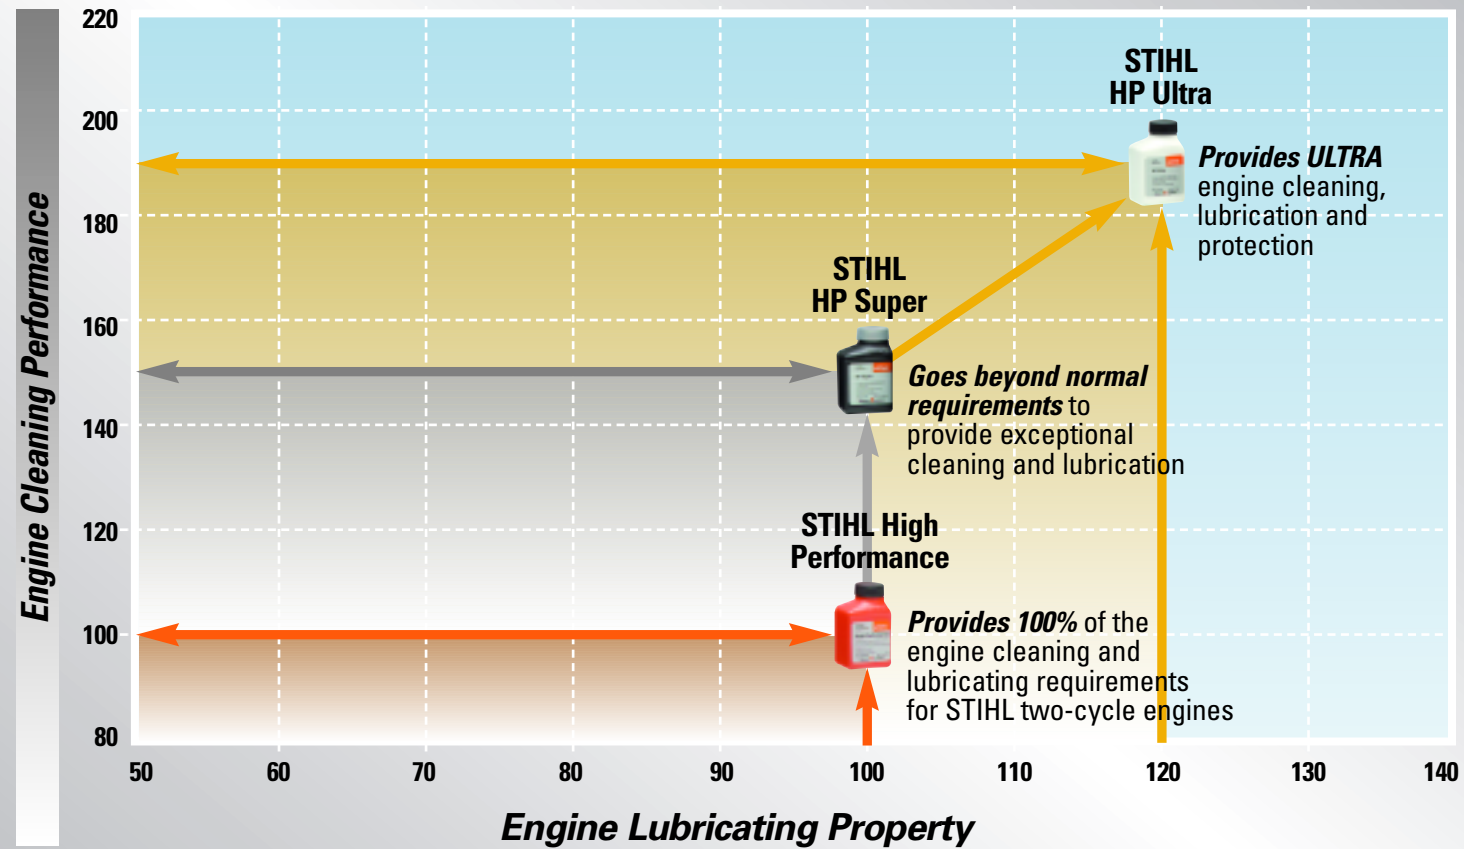 Engine Cleaning Performance
220
200
180
160
140
120
100
80
STIHL
HP Ultra
Provides ULTRA
engine cleaning,
lubrication and
protection
STIHL
HP Super
Goes beyond normal
requirements to
provide exceptional
cleaning and lubrication
STIHL High
Performance
Provides 100% of the
engine cleaning and
lubricating requirements
for STIHL two-cycle engines
50 60 70 80 90 100 110 120 130 140
Engine Lubricating Property